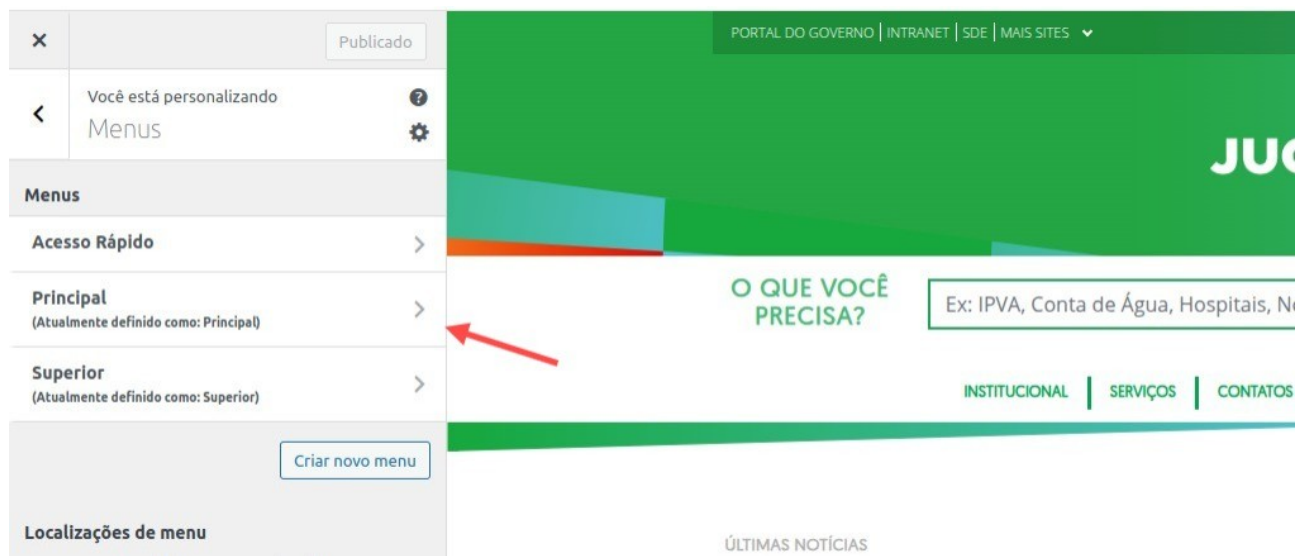 Publicado
Você está personalizando
Menus
Menus
Acesso Rápido
Principal
(Atualmente definido como: Principal)
Superior
(Atualmente definido como: Superior)
Criar novo menu
Localizações de menu
PORTAL DO GOVERNO | INTRANET | SDE | MAIS SITES
O QUE VOCÊ
PRECISA?
Ex: IPVA, Conta de Água, Hospitais,
INSTITUCIONAL | SERVIÇOS | CONTATOS
ÚLTIMAS NOTÍCIAS